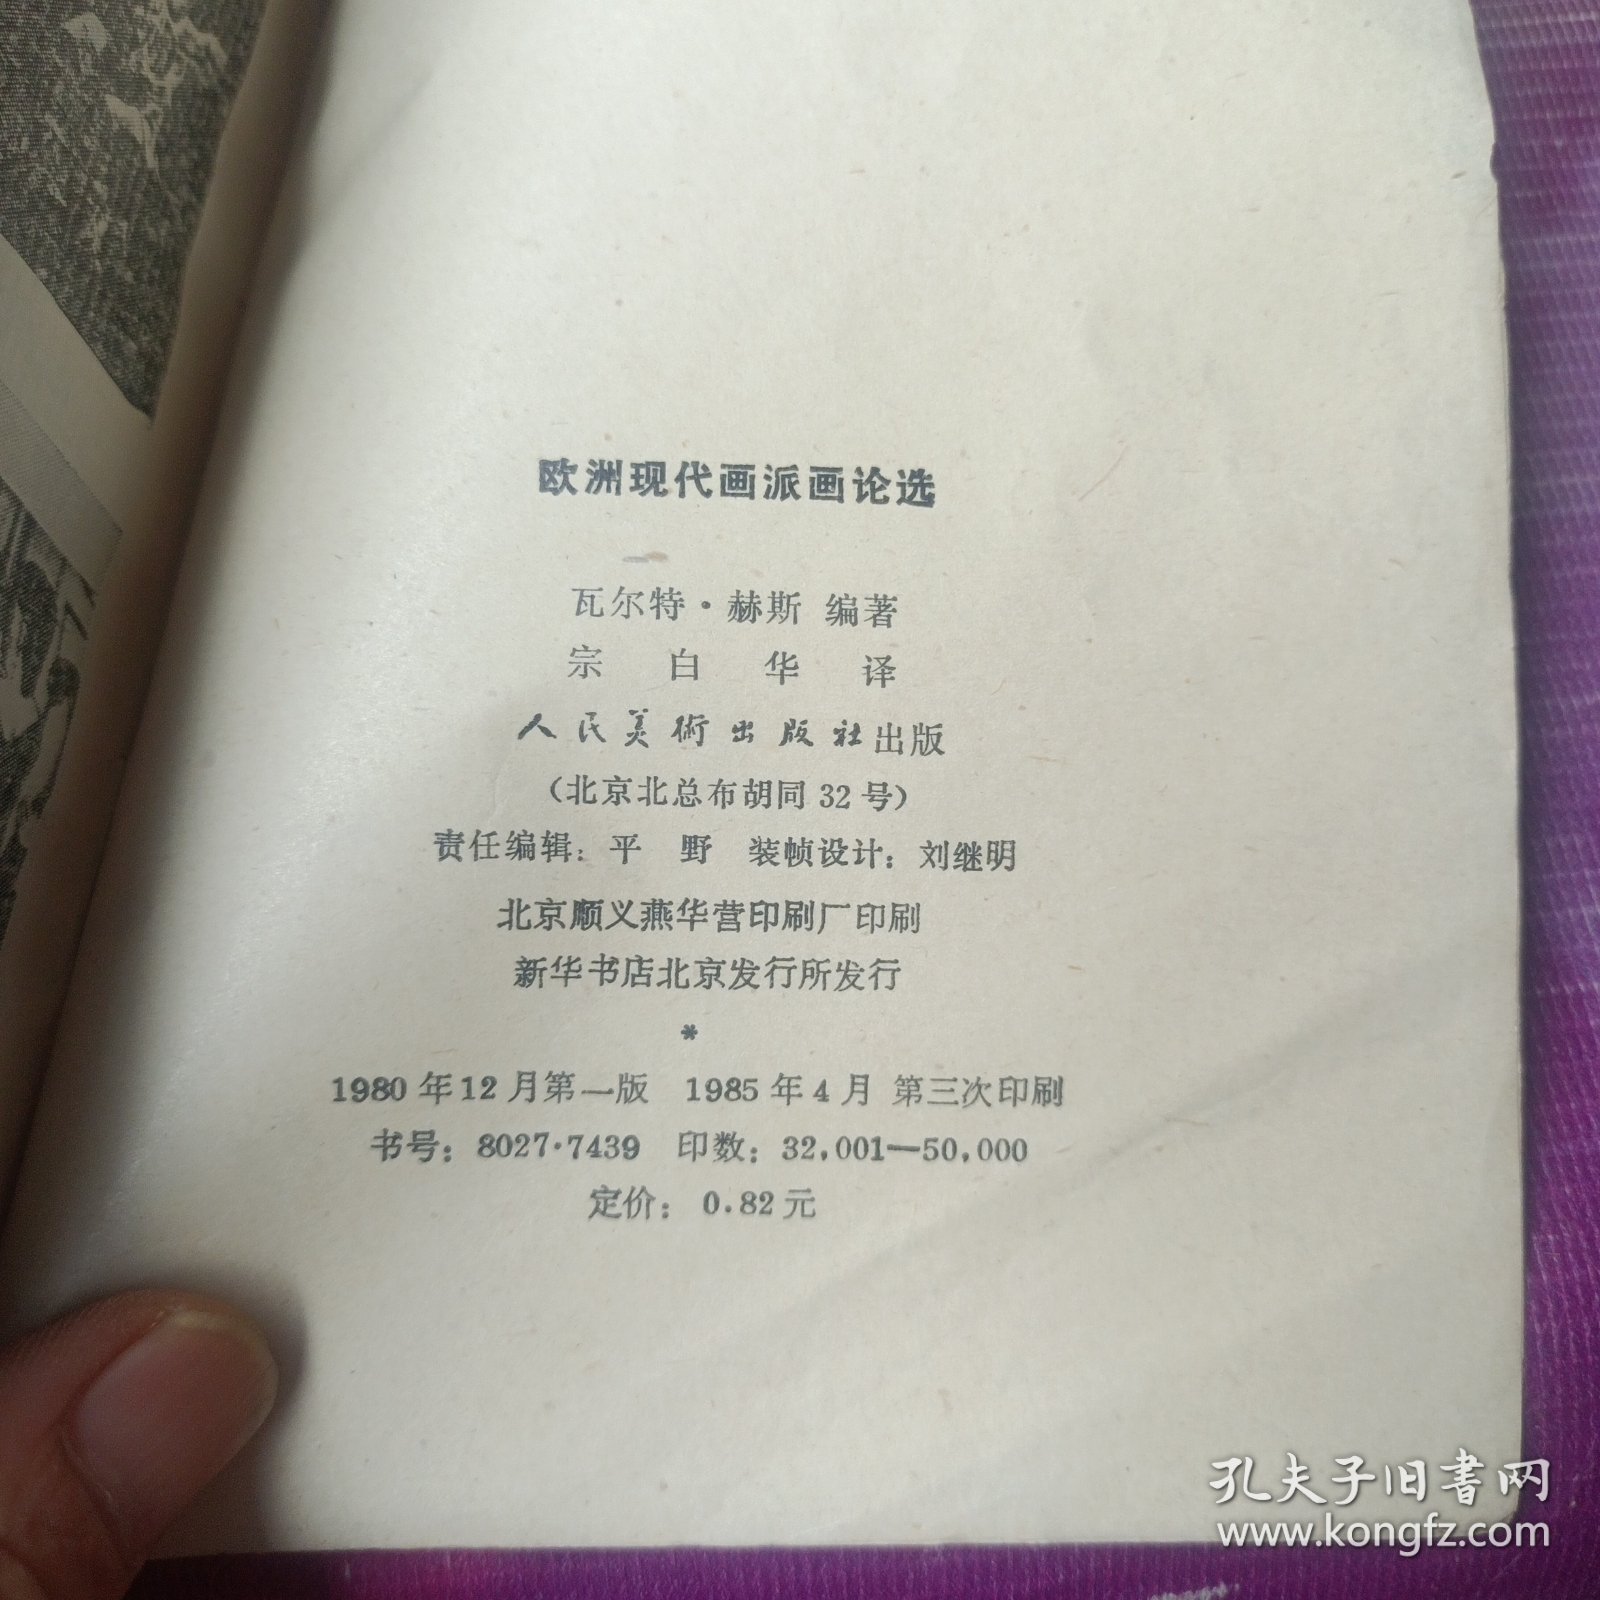 欧洲现代画派画论选
瓦尔特·赫斯 编著
宗白华译
人民美術出版社出版
（北京北总布胡同32号）
责任编辑：平 野 装帧设计：刘继明
北京顺义燕华营印刷厂印刷
新华书店北京发行所发行
*
1980年12月第一版 1985年4月 第三次印刷
书号：8027·7439 印数：32,001—50,000
定价：0.82元
孔夫子旧书网
www.kongfz.com